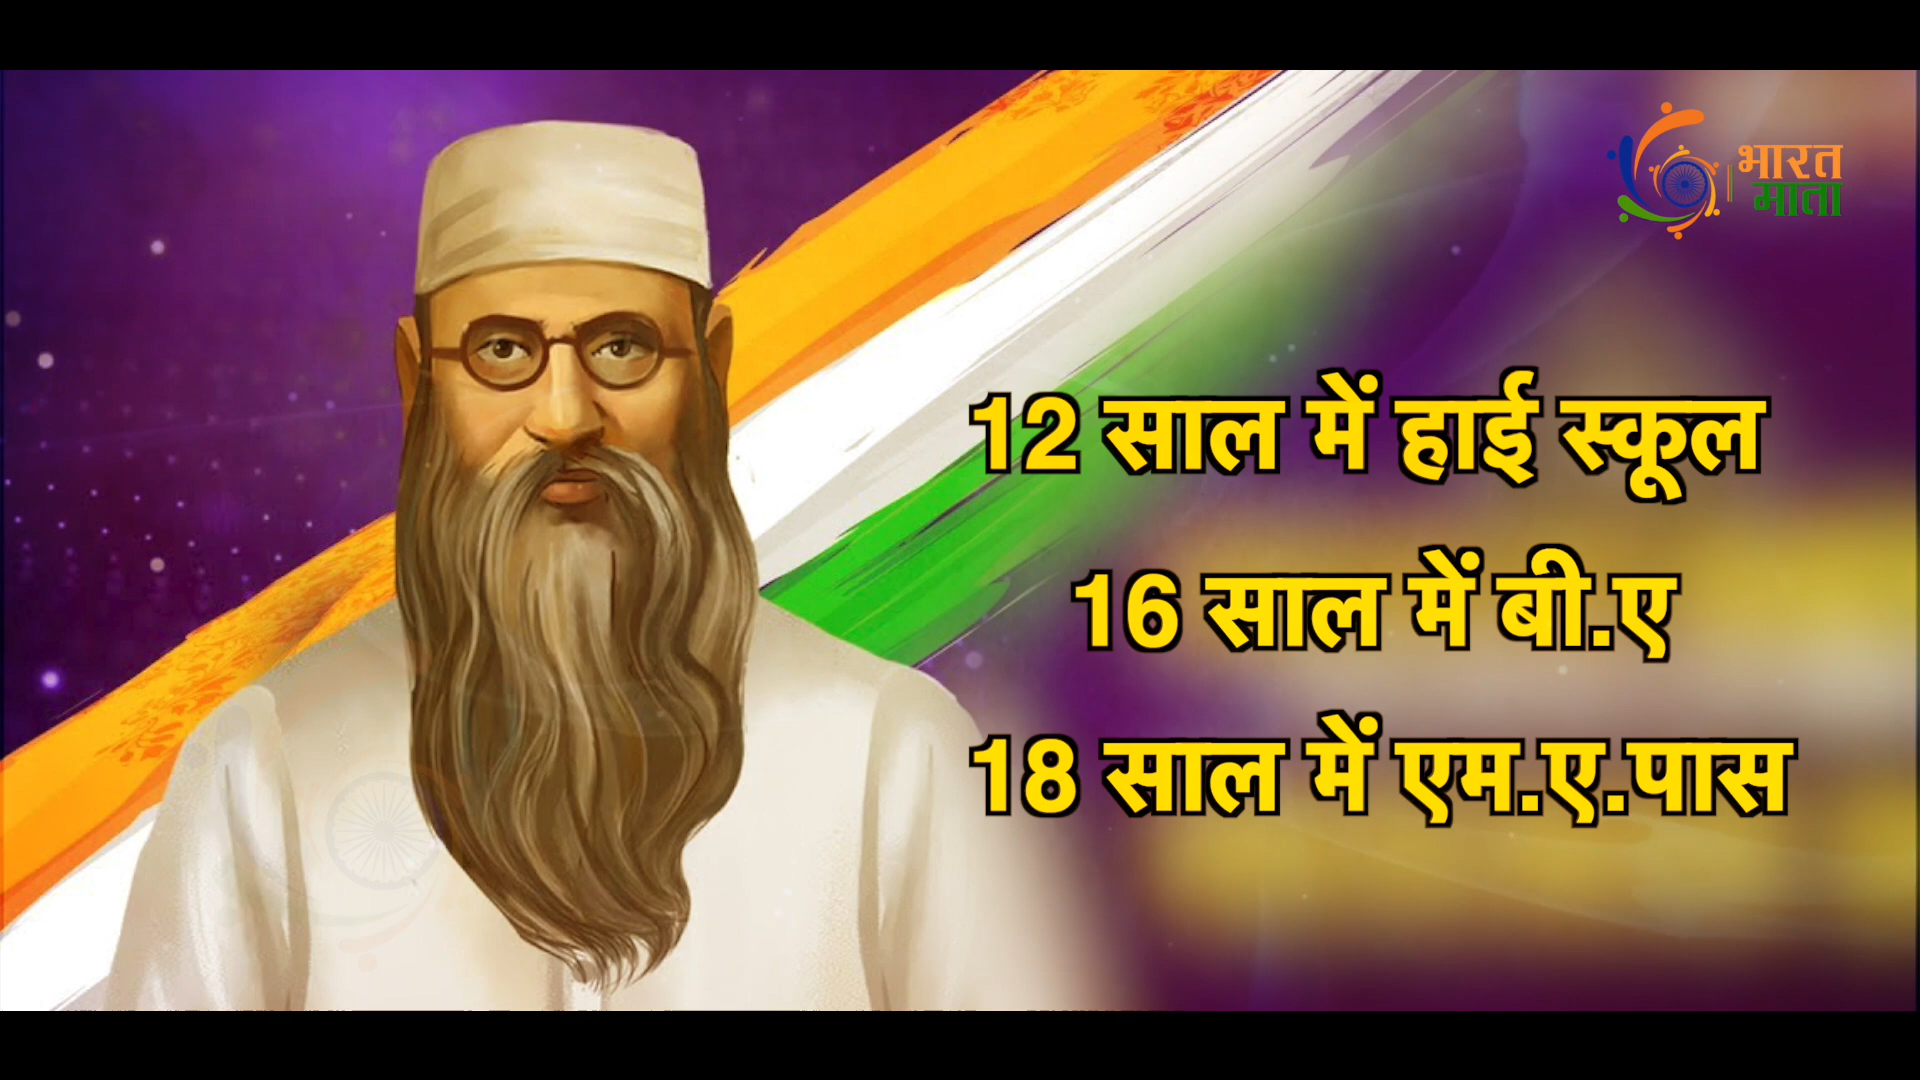 भारत
माता
12 साल में हाई स्कूल
16 साल में बी.ए
18 साल में एम.ए.पास